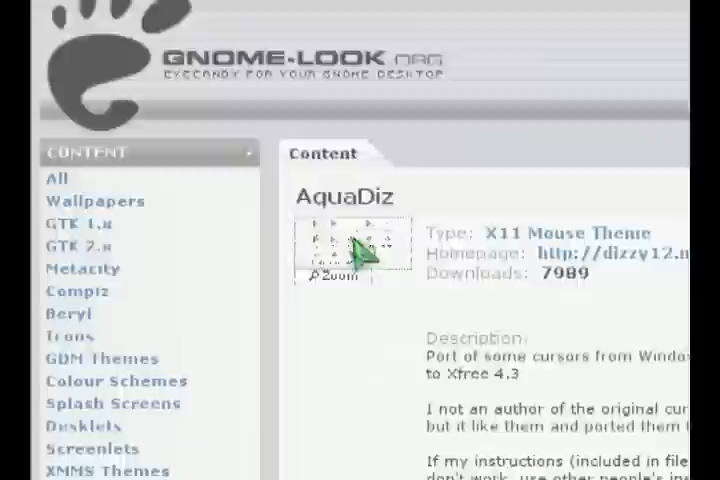 GNOME-LOOK.ORG
EYECANDY FOR YOUR GNOME DESKTOP
CONTENT
All
Wallpapers
GTK 1.x
GTK 2.x
Metacity
Compiz
Beryl
Icons
GDM Themes
Colour Schemes
Splash Screens
Desklets
Screenlets
XMMS Themes
Content
AquaDiz
Zoom
Type: X11 Mouse Theme
Homepage: http://dizzy12.n
Downloads: 7989
Description:
Port of some cursors from Windo
to Xfree 4.3
I not an author of the original cur
but it like them and ported them
If my instructions (included in file
don't work, use other people's